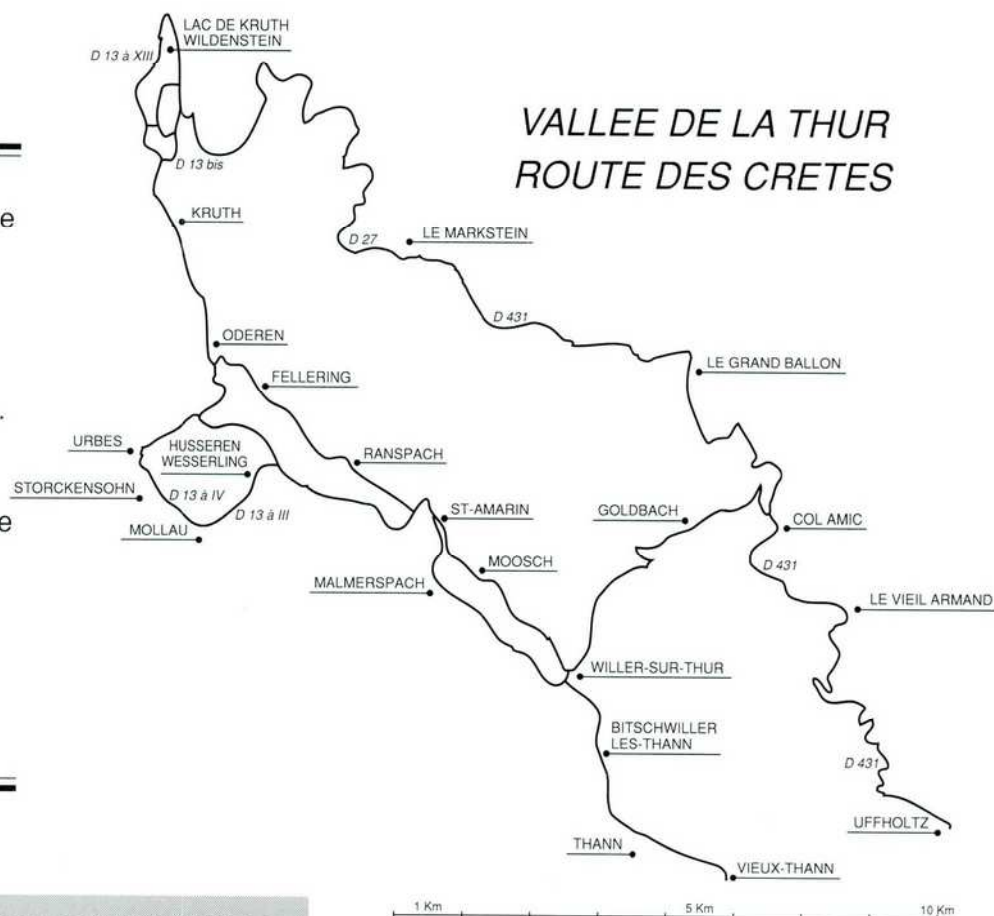 LAC DE KRUTH
WILDENSTEIN
D 13 à XIII
VALLEE DE LA THUR
ROUTE DES CRETES
D 13 bis
e
KRUTH
LE MARKSTEIN
D 27
D 431
ODEREN
LE GRAND BALLON
FELLERING
.
URBES
HUSSEREN
WESSERLING
RANSPACH
STORCKENSOHN
D 13 à IV
D 13 à III
e
MOLLAU
ST-AMARIN
GOLDBACH
COL AMIC
MOOSCH
D 431
MALMERSPACH
LE VIEIL ARMAND
WILLER-SUR-THUR
BITSCHWILLER
LES-THANN
D 431
UFFHOLTZ
THANN
VIEUX-THANN
1 Km
5 Km
10 Km